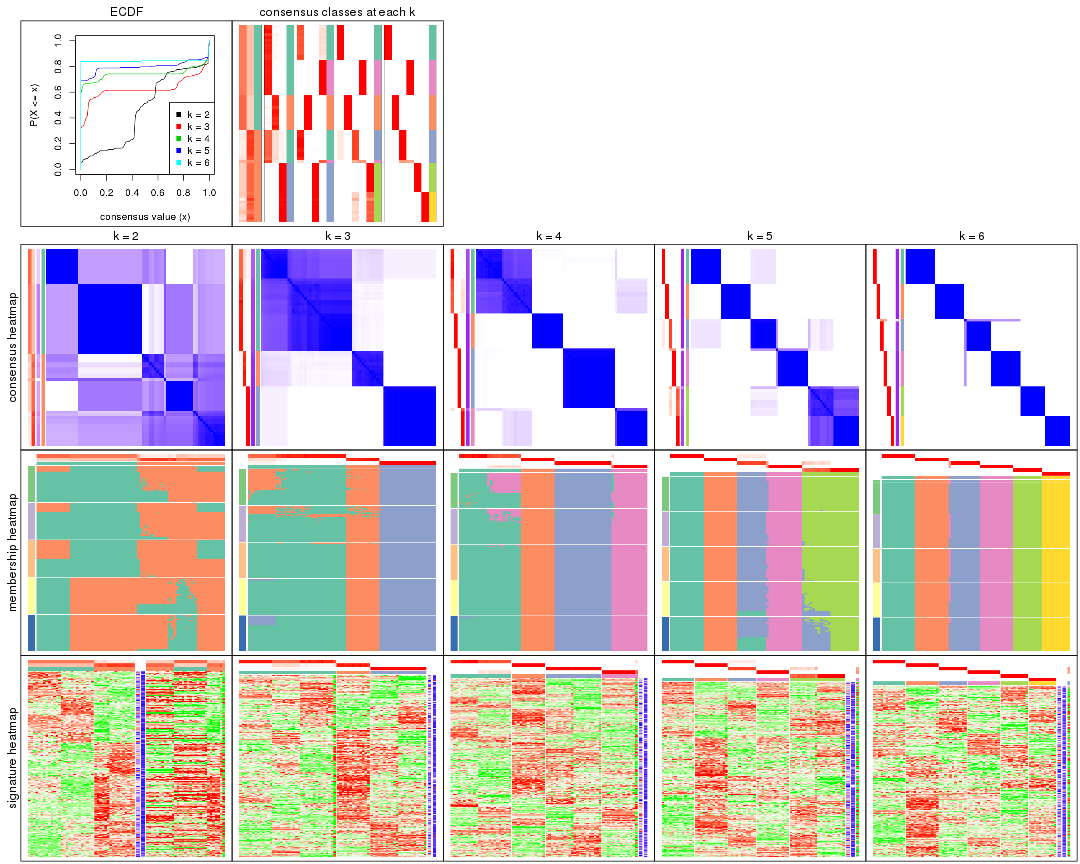 ECDF
consensus classes at each k
P(X <= x)
0.0
0.2
0.4
0.6
0.8
1.0
k = 2
k = 3
k = 4
k = 5
k = 6
0.0 0.2 0.4 0.6 0.8 1.0
consensus value (x)
k = 2
k = 3
k = 4
k = 5
k = 6
consensus heatmap
membership heatmap
signature heatmap